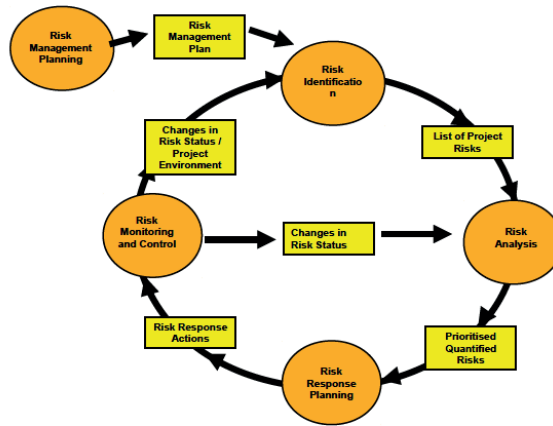 Risk
Management
Planning
Risk
Management
Plan
Risk
Identificatio
n
Changes in
Risk Status /
Project
Environment
List of Project
Risks
Risk
Monitoring
and Control
Changes in
Risk Status
Risk
Analysis
Risk Response
Actions
Prioritised
Quantified
Risks
Risk
Response
Planning